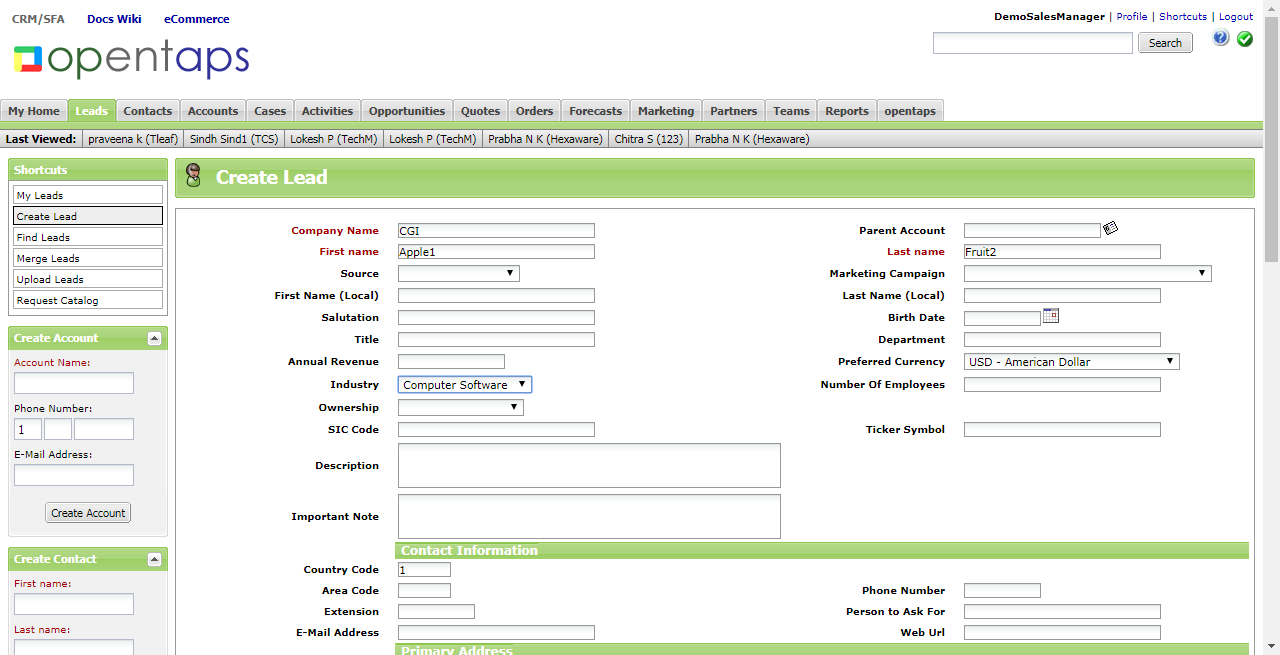 CRM/SFA Docs Wiki eCommerce
DemoSalesManager | Profile | Shortcuts | Logout
opentaps
Search
?
My Home Leads Contacts Accounts Cases Activities Opportunities Quotes Orders Forecasts Marketing Partners Teams Reports opentaps
Last Viewed: praveena k (Tleaf) Sindh Sind1 (TCS) Lokesh P (TechM) Lokesh P (TechM) Prabha N K (Hexaware) Chitra S (123) Prabha N K (Hexaware)
Shortcuts
My Leads
Create Lead
Find Leads
Merge Leads
Upload Leads
Request Catalog
Create Account
Account Name:
Phone Number:
1
E-Mail Address:
Create Account
Create Contact
First name:
Last name:
Create Lead
Company Name CGI Parent Account
First name Apple1 Last name Fruit2
Source Marketing Campaign
First Name (Local) Last Name (Local)
Salutation Birth Date
Title Department
Annual Revenue Preferred Currency USD - American Dollar
Industry Computer Software Number Of Employees
Ownership
SIC Code Ticker Symbol
Description
Important Note
Contact Information
Country Code 1
Area Code Phone Number
Extension Person to Ask For
E-Mail Address Web Url
Primary Address